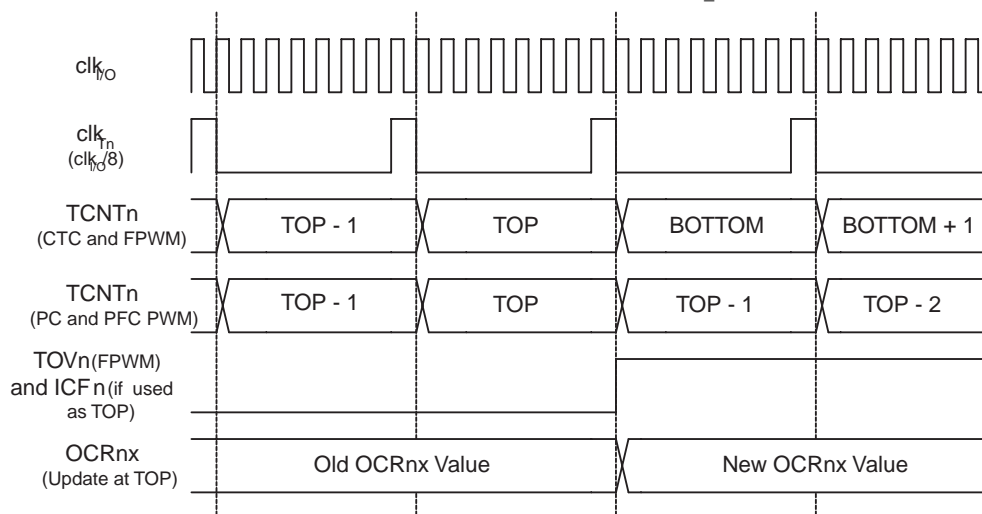 clkI/O
clkTn
(clkI/O/8)
TCNTn
(CTC and FPWM)
TOP - 1
TOP
BOTTOM
BOTTOM + 1
TCNTn
(PC and PFC PWM)
TOP - 1
TOP
TOP - 1
TOP - 2
TOVn(FPWM)
and ICFn(if used
as TOP)
OCRnx
(Update at TOP)
Old OCRnx Value
New OCRnx Value